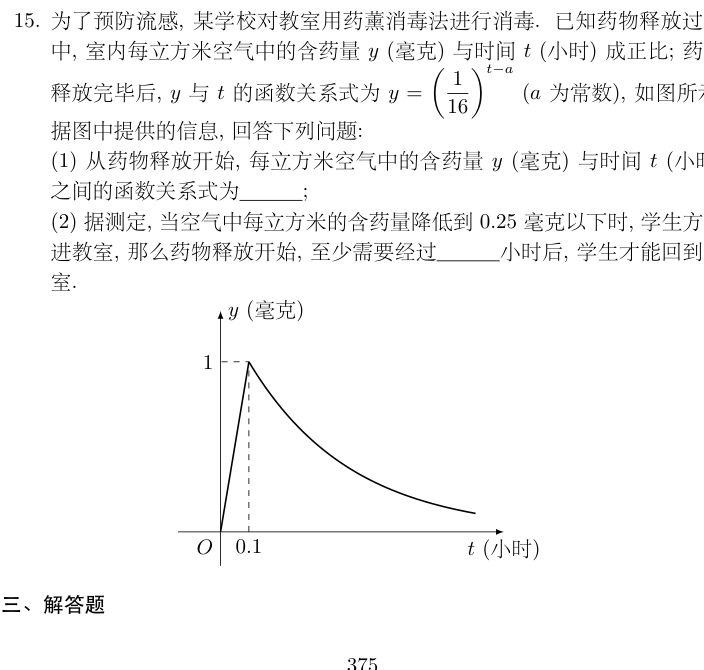 15. 为了预防流感, 某学校对教室用药薰消毒法进行消毒. 已知药物释放过
中, 室内每立方米空气中的含药量 y (毫克) 与时间 t (小时) 成正比; 药
释放完毕后, y 与 t 的函数关系式为 y = (1/16)^{t−a} (a 为常数), 如图所
据图中提供的信息, 回答下列问题:
(1) 从药物释放开始, 每立方米空气中的含药量 y (毫克) 与时间 t (小
之间的函数关系式为______;
(2) 据测定, 当空气中每立方米的含药量降低到 0.25 毫克以下时, 学生方
进教室, 那么药物释放开始, 至少需要经过______小时后, 学生才能回到
室.
y (毫克)
1
O 0.1 t (小时)
三、解答题
375